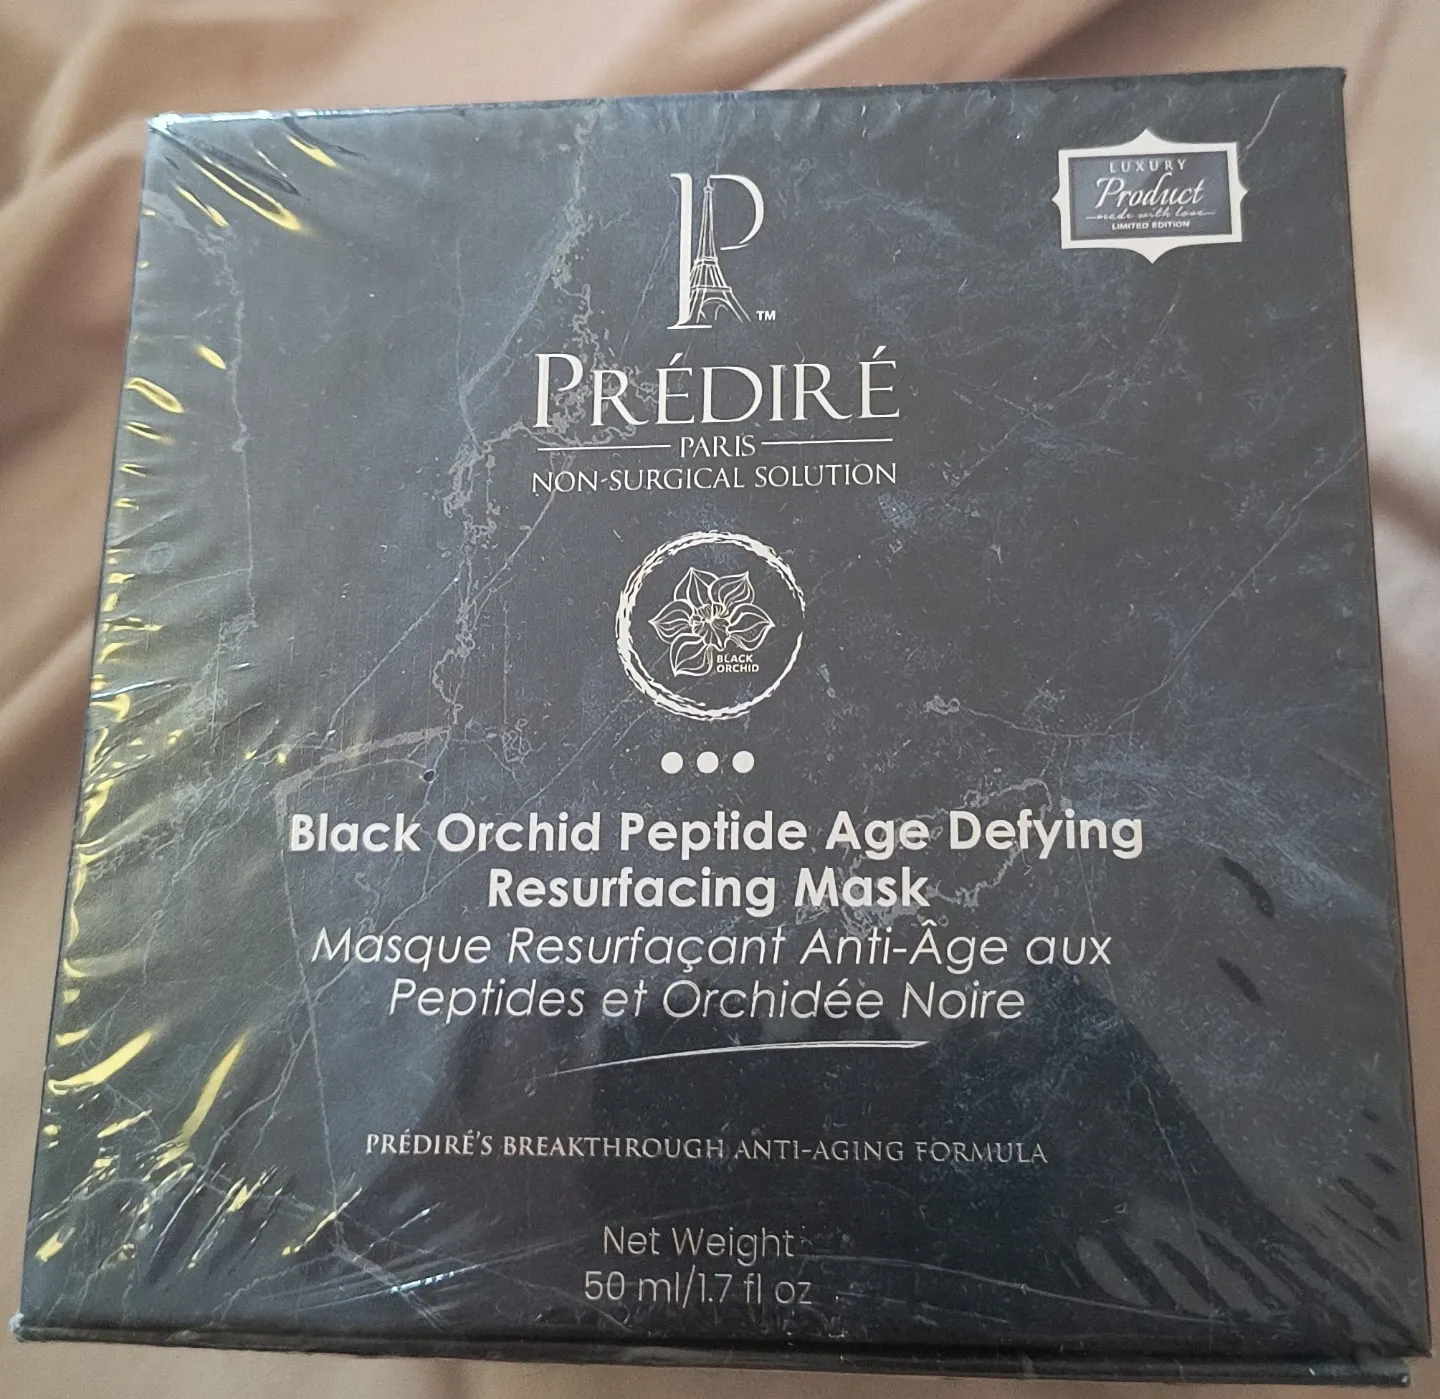 LUXURY
Product
made with love
LIMITED EDITION
P
TM
PRÉDIRÉ
PARIS
NON-SURGICAL SOLUTION
BLACK
ORCHID
Black Orchid Peptide Age Defying
Resurfacing Mask
Masque Resurfaçant Anti-Âge aux
Peptides et Orchidée Noire
PRÉDIRÉ'S BREAKTHROUGH ANTI-AGING FORMULA
Net Weight
50 ml/1.7 fl oz